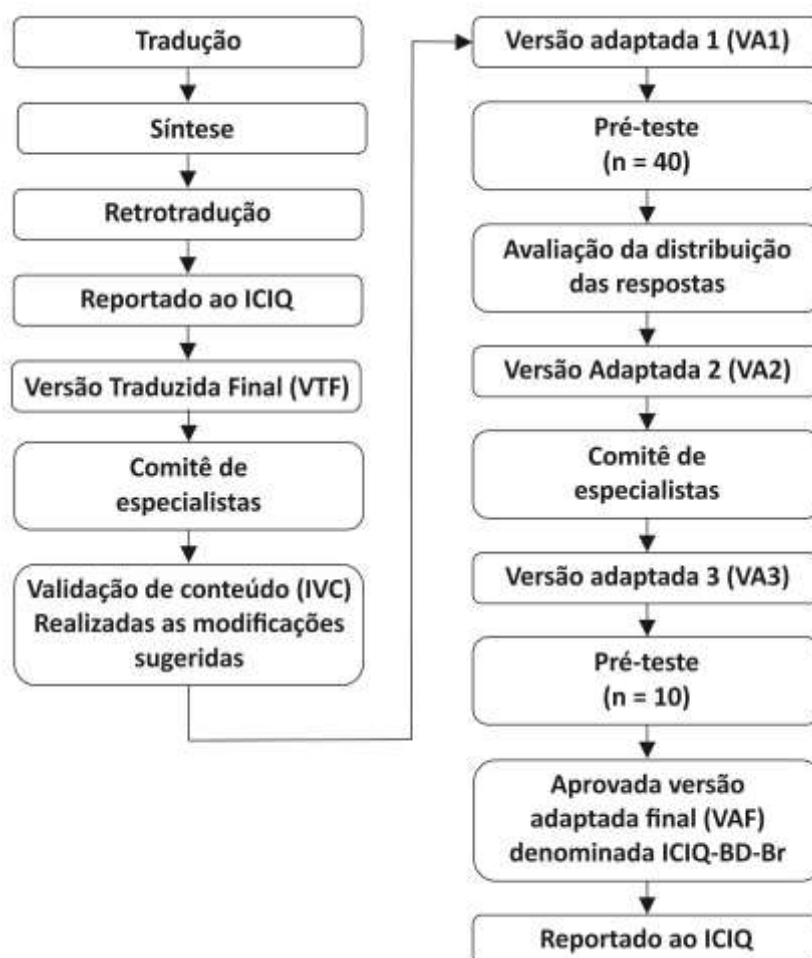 Tradução
Síntese
Retrotradução
Reportado ao ICIQ
Versão Traduzida Final (VTF)
Comitê de
especialistas
Validação de conteúdo (IVC)
Realizadas as modificações
sugeridas
Versão adaptada 1 (VA1)
Pré-teste
(n = 40)
Avaliação da distribuição
das respostas
Versão Adaptada 2 (VA2)
Comitê de
especialistas
Versão adaptada 3 (VA3)
Pré-teste
(n = 10)
Aprovada versão
adaptada final (VAF)
denominada ICIQ-BD-Br
Reportado ao ICIQ